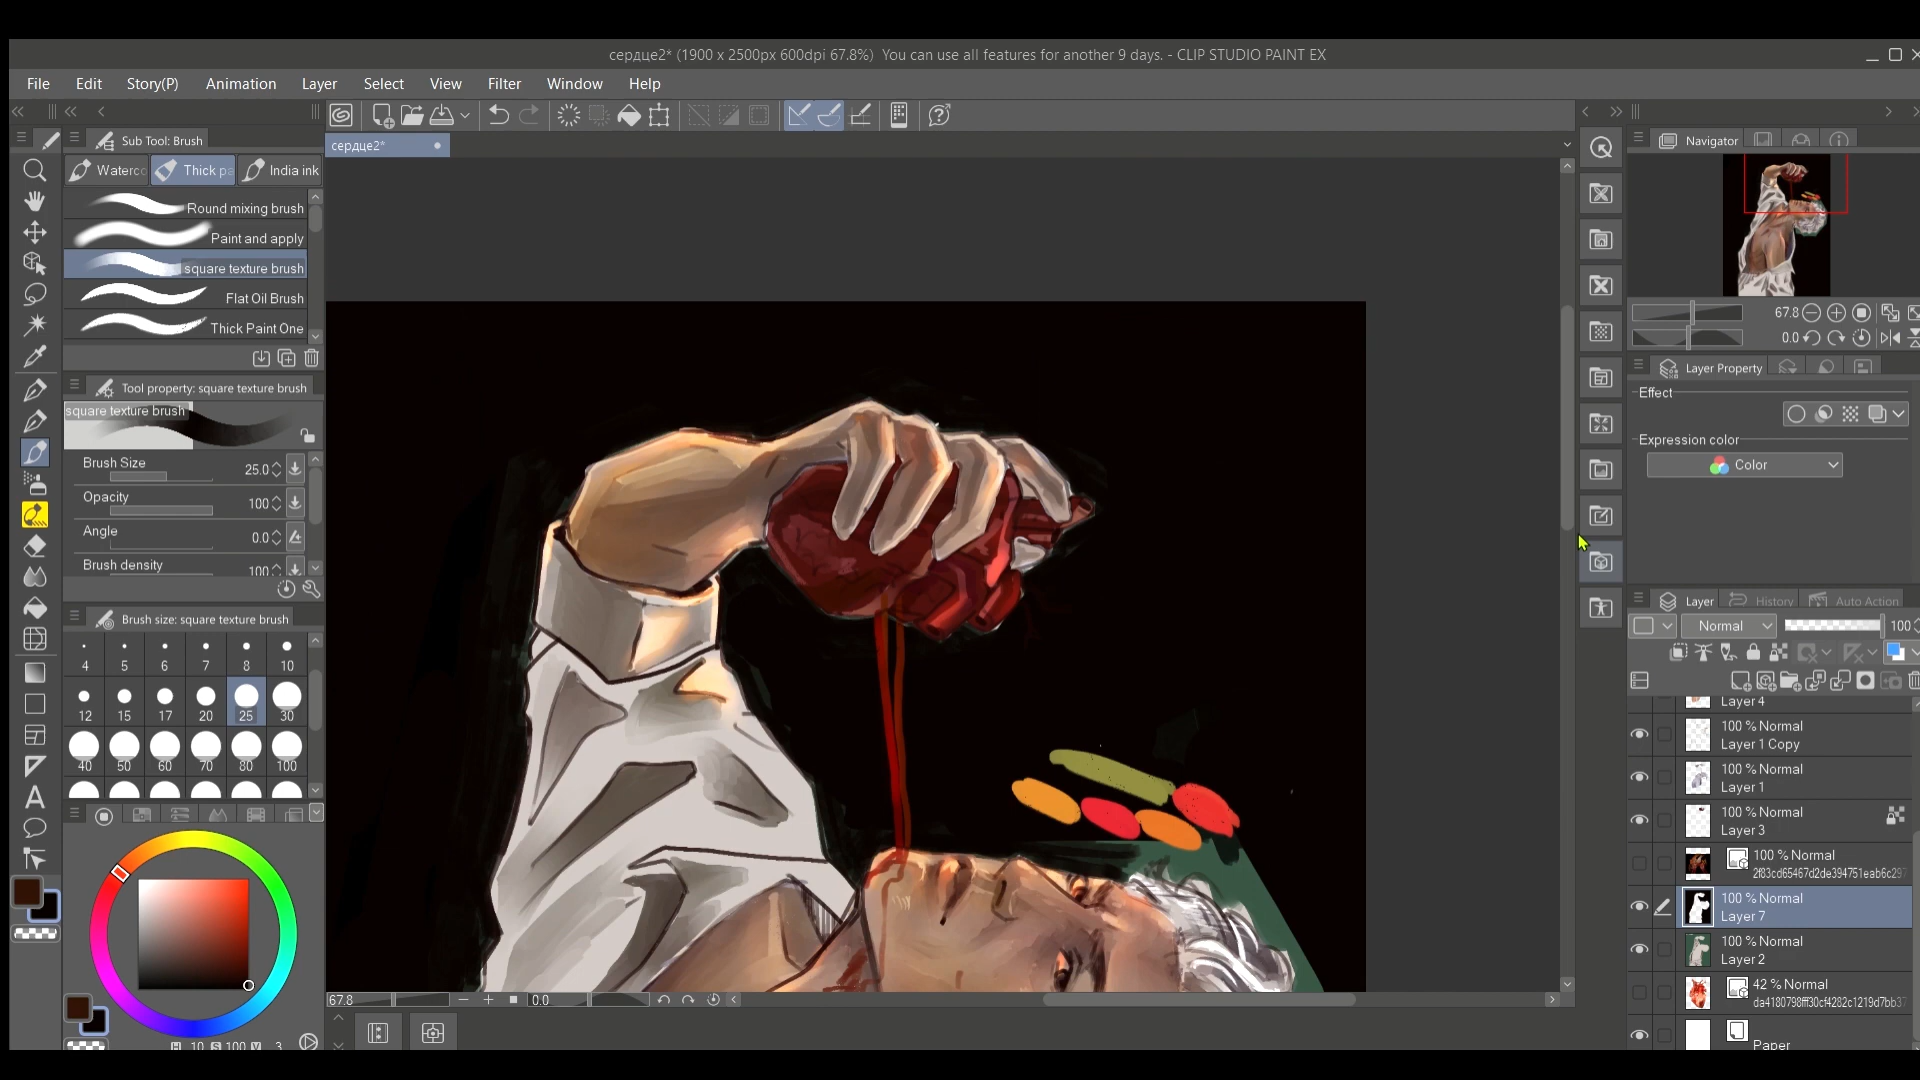 сердце2* (1900 x 2500px 600dpi 67.8%) You can use all features for another 9 days. - CLIP STUDIO PAINT EX
File Edit Story(P) Animation Layer Select View Filter Window Help
Sub Tool: Brush
сердце2*
Navigator
Waterco Thick pa India ink
Round mixing brush
Paint and apply
square texture brush
Flat Oil Brush
Thick Paint One
67.8
0.0
Layer Property
Effect
Expression color
Color
Tool property: square texture brush
square texture brush
Brush Size 25.0
Opacity 100
Angle 0.0
Brush density 100
Brush size: square texture brush
4 5 6 7 8 10
12 15 17 20 25 30
40 50 60 70 80 100
Layer History Auto Action
Normal 100
Layer 4
100 % Normal
Layer 1 Copy
100 % Normal
Layer 1
100 % Normal
Layer 3
100 % Normal
2f83cd65467d2de394751eab6c297
100 % Normal
Layer 7
100 % Normal
Layer 2
42 % Normal
da4180798fff30cf4282c1219d7bb37
Paper
67.8 0.0
H 10 S 100 V 3